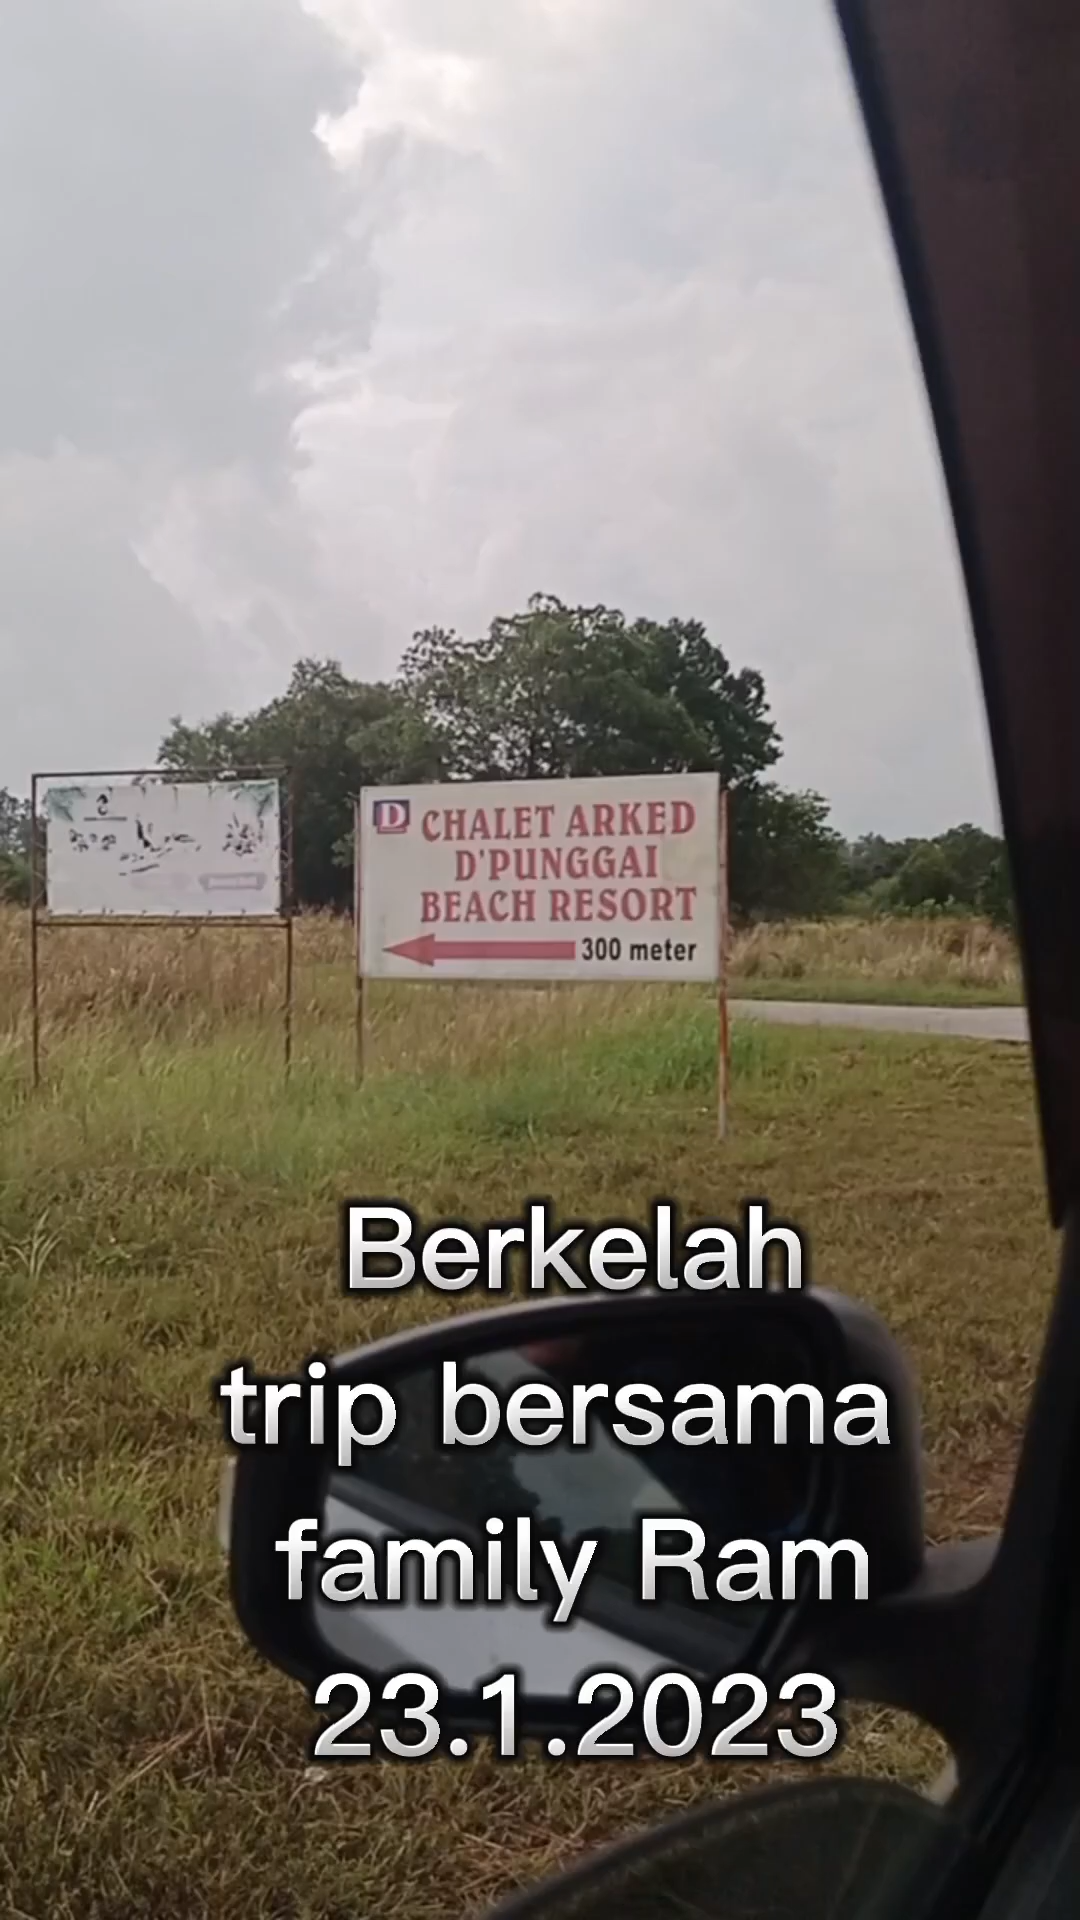 D
CHALET ARKED
D'PUNGGAI
BEACH RESORT
300 meter
Berkelah
trip bersama
family Ram
23.1.2023